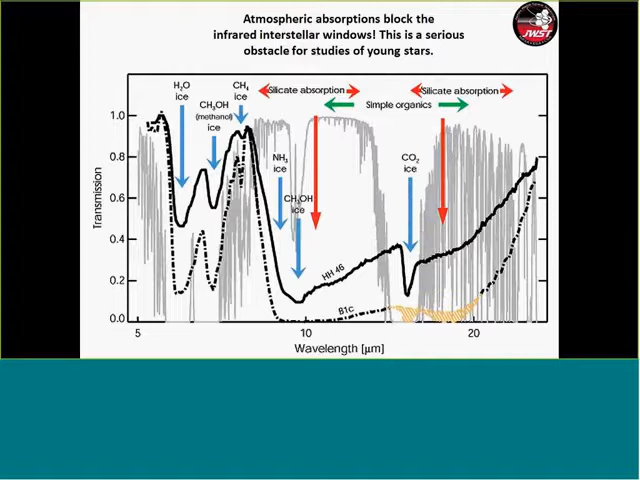 Atmospheric absorptions block the
infrared interstellar windows! This is a serious
obstacle for studies of young stars.
JWST
H₂O
ice
CH₃OH
(methanol)
ice
CH₄
ice
Silicate absorption
Silicate absorption
Simple organics
NH₃
ice
CH₃OH
ice
CO₂
ice
HH 46
B1c
Transmission
1.0
0.8
0.6
0.4
0.2
0.0
5
10
20
Wavelength [μm]